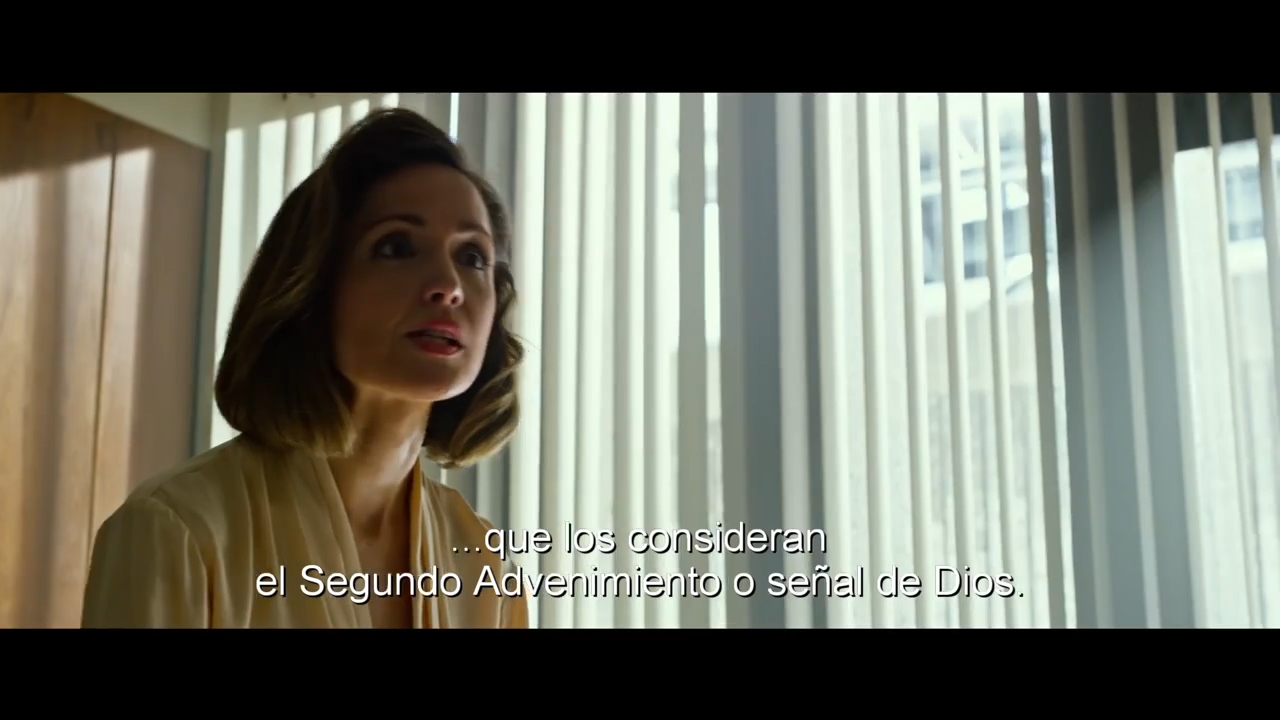 ...que los consideran
el Segundo Advenimiento o señal de Dios.